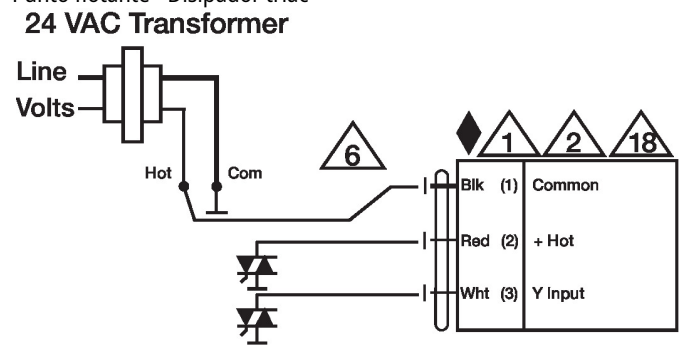 Punto flotante - Disipador triac
24 VAC Transformer
Line
Volts
Hot
Com
6
1
2
18
Blk (1) Common
Red (2) + Hot
Wht (3) Y Input